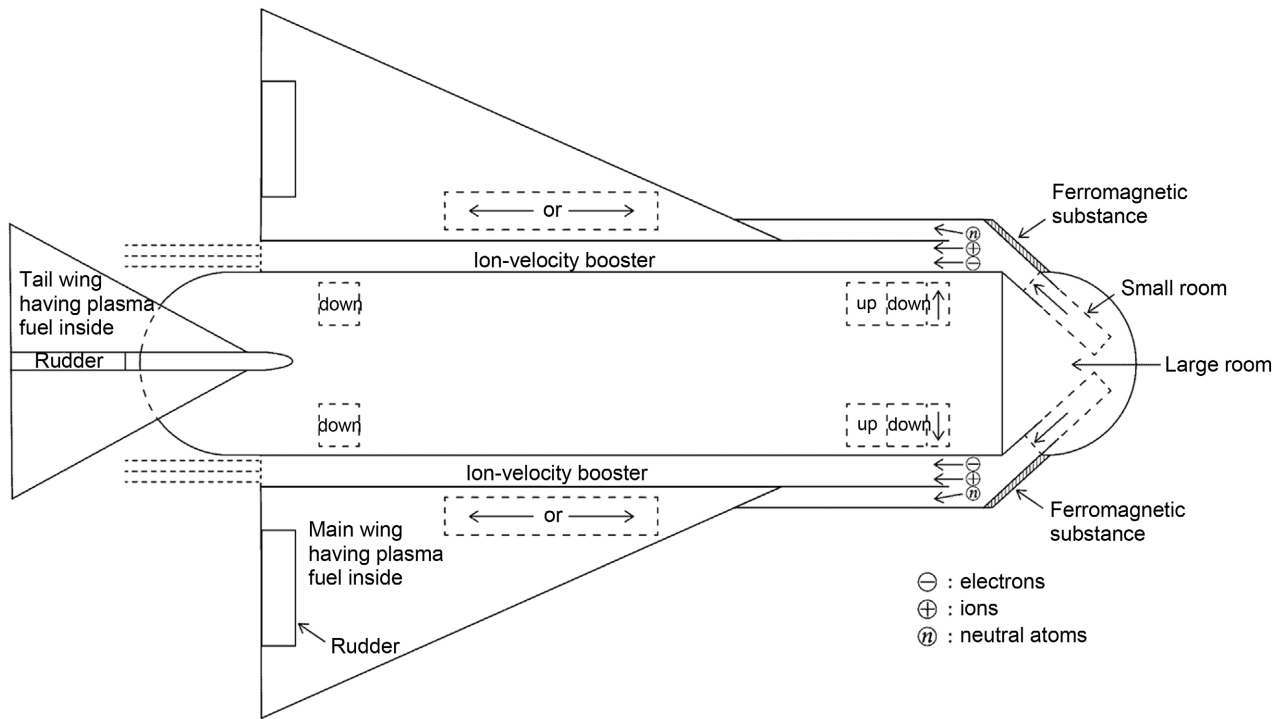 Ferromagnetic
substance
← or →
n
+
−
Ion-velocity booster
Tail wing
having plasma
fuel inside
down
up down ↑
Small room
Rudder
Large room
down
up down ↓
Ion-velocity booster
−
+
n
← or →
Ferromagnetic
substance
Main wing
having plasma
fuel inside
Rudder
⊖ : electrons
⊕ : ions
ⓝ : neutral atoms